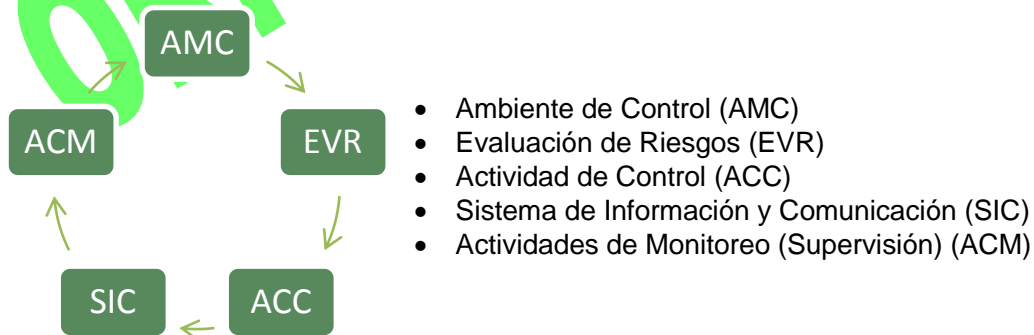 AMC
ACM
EVR
SIC
ACC
• Ambiente de Control (AMC)
• Evaluación de Riesgos (EVR)
• Actividad de Control (ACC)
• Sistema de Información y Comunicación (SIC)
• Actividades de Monitoreo (Supervisión) (ACM)